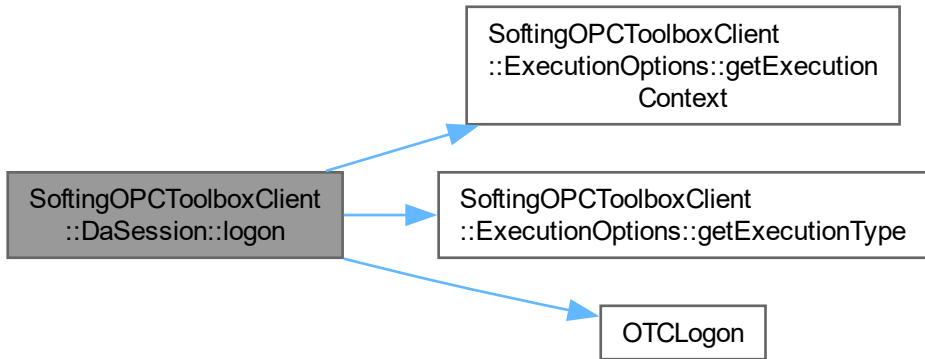 SoftingOPCToolboxClient
::DaSession::logon
SoftingOPCToolboxClient
::ExecutionOptions::getExecution
Context
SoftingOPCToolboxClient
::ExecutionOptions::getExecutionType
OTCLogon